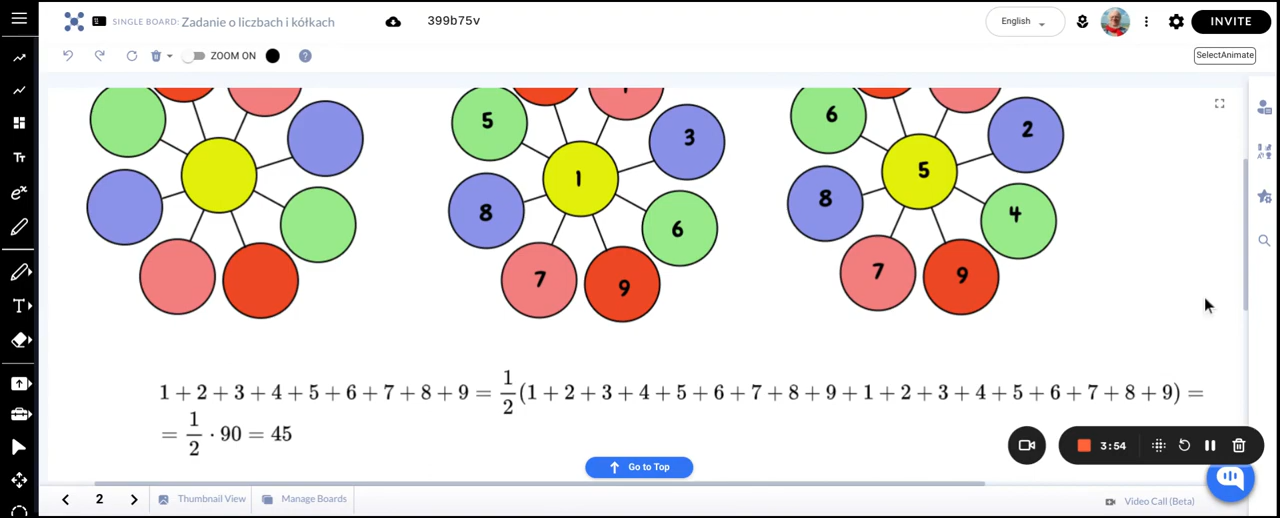 SINGLE BOARD: Zadanie o liczbach i kółkach
399b75v
English
INVITE
ZOOM ON
?
SelectAnimate
5
3
1
8
6
7
9
6
2
5
8
4
7
9
1 + 2 + 3 + 4 + 5 + 6 + 7 + 8 + 9 = 1/2 (1 + 2 + 3 + 4 + 5 + 6 + 7 + 8 + 9 + 1 + 2 + 3 + 4 + 5 + 6 + 7 + 8 + 9) =
= 1/2 · 90 = 45
3:54
Go to Top
2
Thumbnail View
Manage Boards
Video Call (Beta)
Tт
eˣ
T